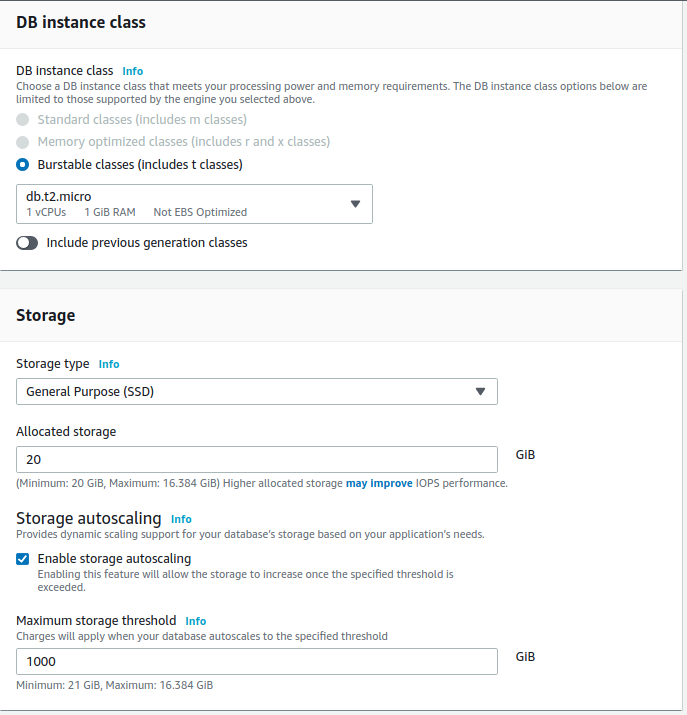 DB instance class
DB instance class Info
Choose a DB instance class that meets your processing power and memory requirements. The DB instance class options below are
limited to those supported by the engine you selected above.
Standard classes (includes m classes)
Memory optimized classes (includes r and x classes)
Burstable classes (includes t classes)
db.t2.micro
1 vCPUs 1 GiB RAM Not EBS Optimized
Include previous generation classes
Storage
Storage type Info
General Purpose (SSD)
Allocated storage
20
GiB
(Minimum: 20 GiB, Maximum: 16.384 GiB) Higher allocated storage may improve IOPS performance.
Storage autoscaling Info
Provides dynamic scaling support for your database's storage based on your application's needs.
Enable storage autoscaling
Enabling this feature will allow the storage to increase once the specified threshold is
exceeded.
Maximum storage threshold Info
Charges will apply when your database autoscales to the specified threshold
1000
GiB
Minimum: 21 GiB, Maximum: 16.384 GiB